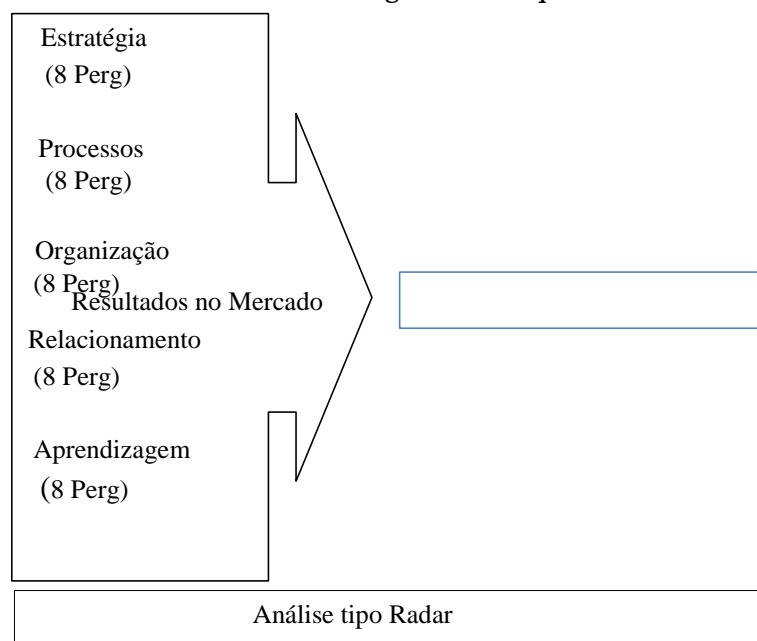 Estratégia
(8 Perg)
Processos
(8 Perg)
Organização
(8 Perg)
Resultados no Mercado
Relacionamento
(8 Perg)
Aprendizagem
(8 Perg)
Análise tipo Radar